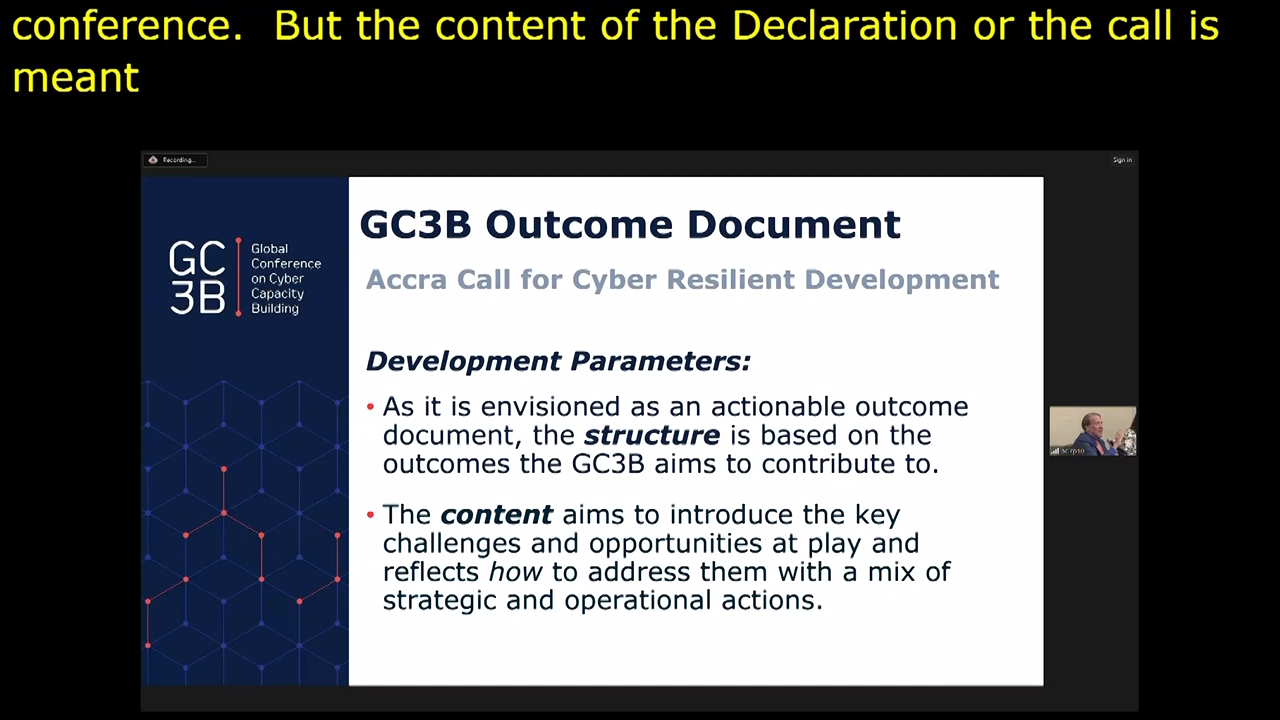 conference.  But the content of the Declaration or the call is
meant
Recording...
Sign in
GC
3B
Global
Conference
on Cyber
Capacity
Building
GC3B Outcome Document
Accra Call for Cyber Resilient Development
Development Parameters:
• As it is envisioned as an actionable outcome
document, the structure is based on the
outcomes the GC3B aims to contribute to.
• The content aims to introduce the key
challenges and opportunities at play and
reflects how to address them with a mix of
strategic and operational actions.